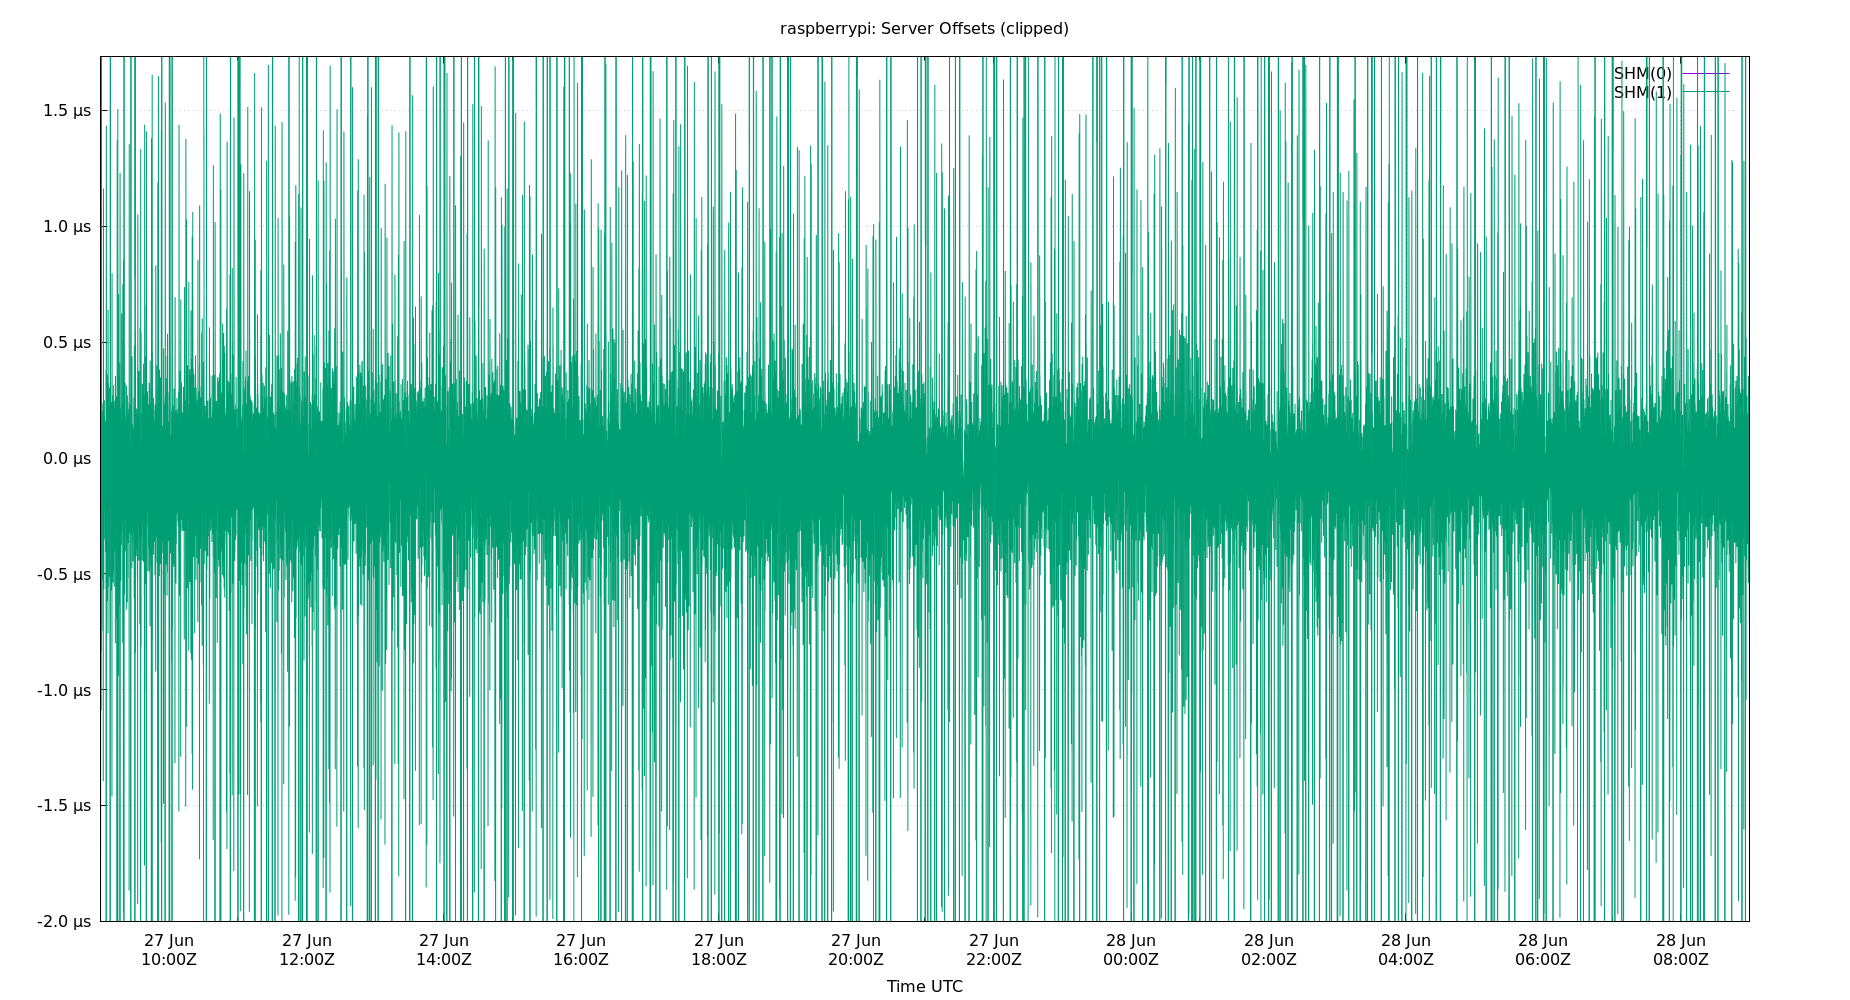 raspberrypi: Server Offsets (clipped)
SHM(0)
SHM(1)
1.5 µs
1.0 µs
0.5 µs
0.0 µs
-0.5 µs
-1.0 µs
-1.5 µs
-2.0 µs
27 Jun 27 Jun 27 Jun 27 Jun 27 Jun 27 Jun 27 Jun 28 Jun 28 Jun 28 Jun 28 Jun 28 Jun
10:00Z 12:00Z 14:00Z 16:00Z 18:00Z 20:00Z 22:00Z 00:00Z 02:00Z 04:00Z 06:00Z 08:00Z
Time UTC